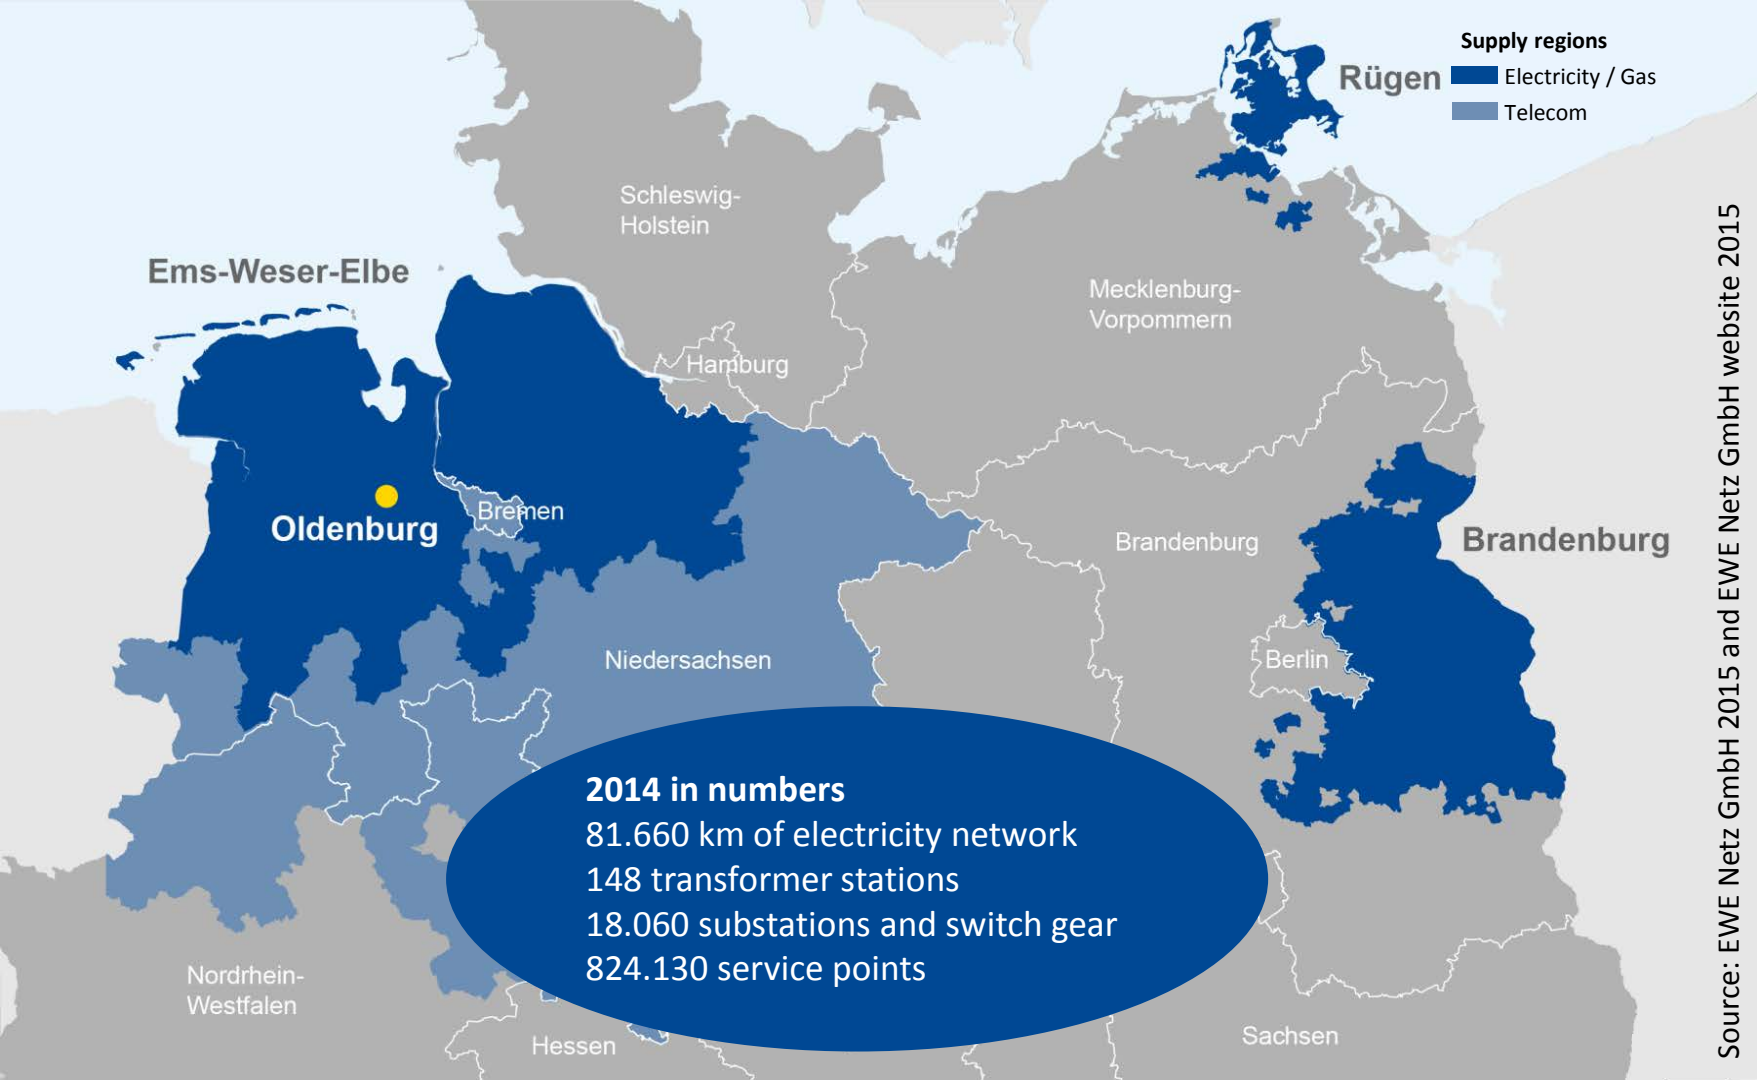 Supply regions
Rügen
Electricity / Gas
Telecom
Schleswig-
Holstein
Ems-Weser-Elbe
Mecklenburg-
Vorpommern
Hamburg
Oldenburg
Bremen
Brandenburg
Brandenburg
Niedersachsen
Berlin
2014 in numbers
81.660 km of electricity network
148 transformer stations
18.060 substations and switch gear
824.130 service points
Nordrhein-
Westfalen
Hessen
Sachsen
Source: EWE Netz GmbH 2015 and EWE Netz GmbH website 2015